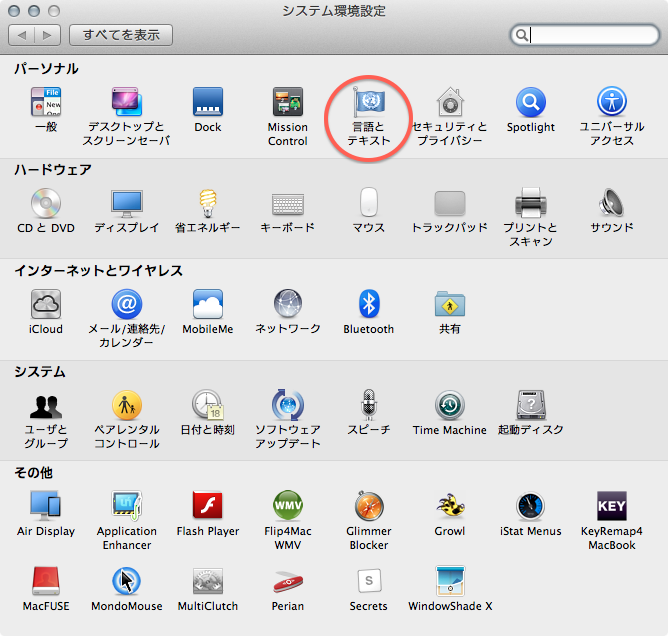 システム環境設定
すべてを表示
パーソナル
一般
デスクトップと
スクリーンセーバ
Dock
Mission
Control
言語と
テキスト
セキュリティと
プライバシー
Spotlight
ユニバーサル
アクセス
ハードウェア
CD と DVD
ディスプレイ
省エネルギー
キーボード
マウス
トラックパッド
プリントと
スキャン
サウンド
インターネットとワイヤレス
iCloud
メール/連絡先/
カレンダー
MobileMe
ネットワーク
Bluetooth
共有
システム
ユーザと
グループ
ペアレンタル
コントロール
日付と時刻
ソフトウェア
アップデート
スピーチ
Time Machine
起動ディスク
その他
Air Display
Application
Enhancer
Flash Player
Flip4Mac
WMV
Glimmer
Blocker
Growl
iStat Menus
KeyRemap4
MacBook
MacFUSE
MondoMouse
MultiClutch
Perian
Secrets
WindowShade X
File
New
One
18
WMV
KEY
S